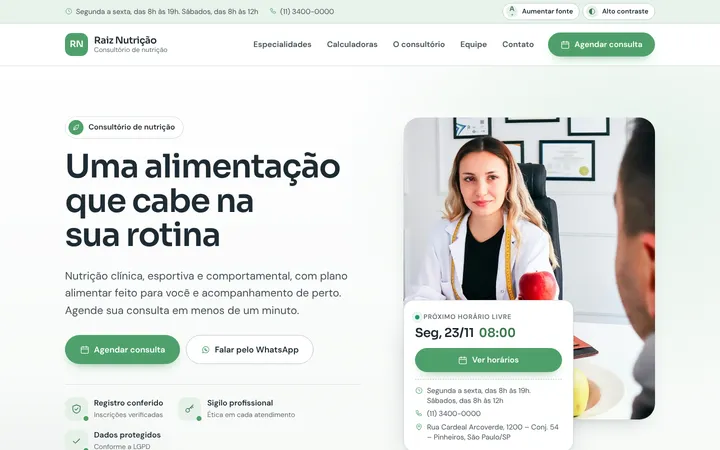 Segunda a sexta, das 8h às 19h. Sábados, das 8h às 12h
(11) 3400-0000
Aumentar fonte
Alto contraste
RN
Raiz Nutrição
Consultório de nutrição
Especialidades
Calculadoras
O consultório
Equipe
Contato
Agendar consulta
Consultório de nutrição
Uma alimentação
que cabe na
sua rotina
Nutrição clínica, esportiva e comportamental, com plano
alimentar feito para você e acompanhamento de perto.
Agende sua consulta em menos de um minuto.
Agendar consulta
Falar pelo WhatsApp
Registro conferido
Inscrições verificadas
Sigilo profissional
Ética em cada atendimento
Dados protegidos
Conforme a LGPD
PRÓXIMO HORÁRIO LIVRE
Seg, 23/11 08:00
Ver horários
Segunda a sexta, das 8h às 19h.
Sábados, das 8h às 12h
(11) 3400-0000
Rua Cardeal Arcoverde, 1200 – Conj. 54
– Pinheiros, São Paulo/SP